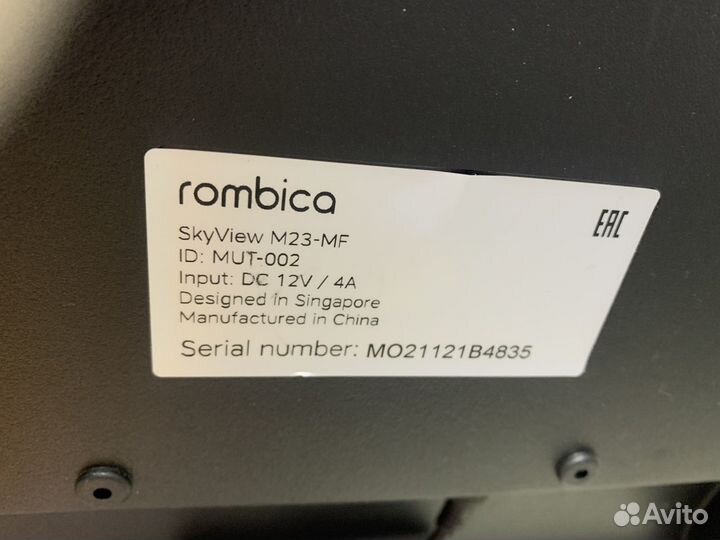 rombica
EAC
SkyView M23-MF
ID: MUT-002
Input: DC 12V / 4A
Designed in Singapore
Manufactured in China
Serial number: MO21121B4835
Avito